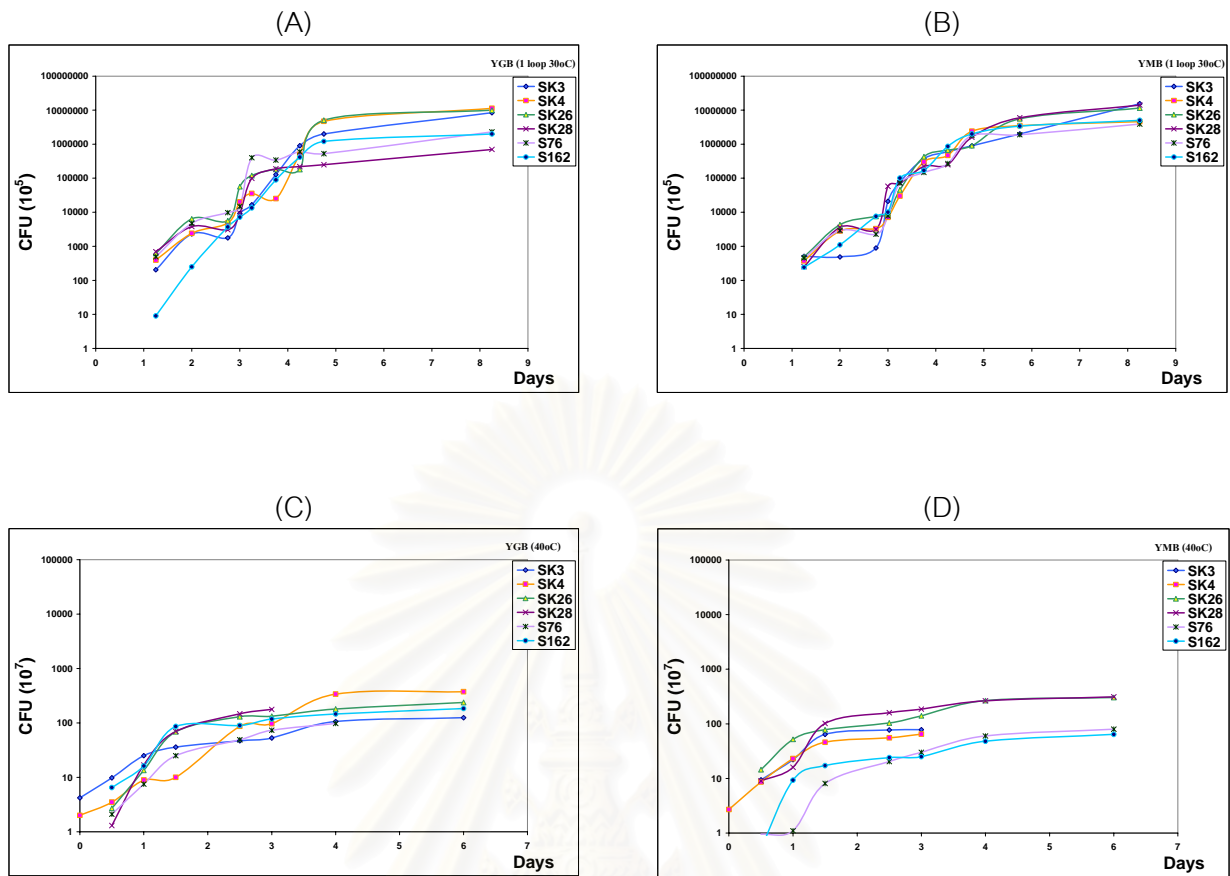 (A)
YGB (1 loop 30oC)
100000000
10000000
1000000
100000
10000
1000
100
10
1
CFU (10⁵)
0 1 2 3 4 5 6 7 8 9
Days
SK3
SK4
SK26
SK28
S76
S162
(B)
YMB (1 loop 30oC)
100000000
10000000
1000000
100000
10000
1000
100
10
1
CFU (10⁵)
0 1 2 3 4 5 6 7 8 9
Days
SK3
SK4
SK26
SK28
S76
S162
(C)
YGB (40oC)
100000
10000
1000
100
10
1
CFU (10⁷)
0 1 2 3 4 5 6 7
Days
SK3
SK4
SK26
SK28
S76
S162
(D)
YMB (40oC)
100000
10000
1000
100
10
1
CFU (10⁷)
0 1 2 3 4 5 6 7
Days
SK3
SK4
SK26
SK28
S76
S162